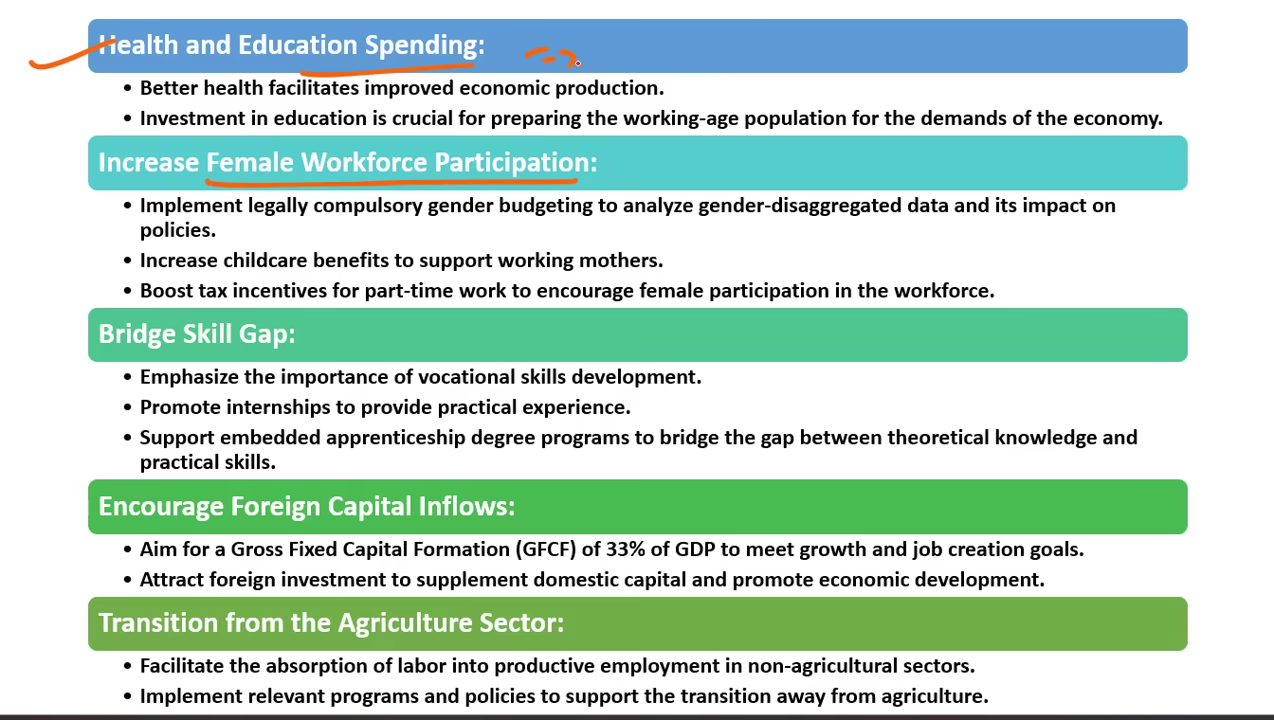 Health and Education Spending:
• Better health facilitates improved economic production.
• Investment in education is crucial for preparing the working-age population for the demands of the economy.
Increase Female Workforce Participation:
• Implement legally compulsory gender budgeting to analyze gender-disaggregated data and its impact on
policies.
• Increase childcare benefits to support working mothers.
• Boost tax incentives for part-time work to encourage female participation in the workforce.
Bridge Skill Gap:
• Emphasize the importance of vocational skills development.
• Promote internships to provide practical experience.
• Support embedded apprenticeship degree programs to bridge the gap between theoretical knowledge and
practical skills.
Encourage Foreign Capital Inflows:
• Aim for a Gross Fixed Capital Formation (GFCF) of 33% of GDP to meet growth and job creation goals.
• Attract foreign investment to supplement domestic capital and promote economic development.
Transition from the Agriculture Sector:
• Facilitate the absorption of labor into productive employment in non-agricultural sectors.
• Implement relevant programs and policies to support the transition away from agriculture.